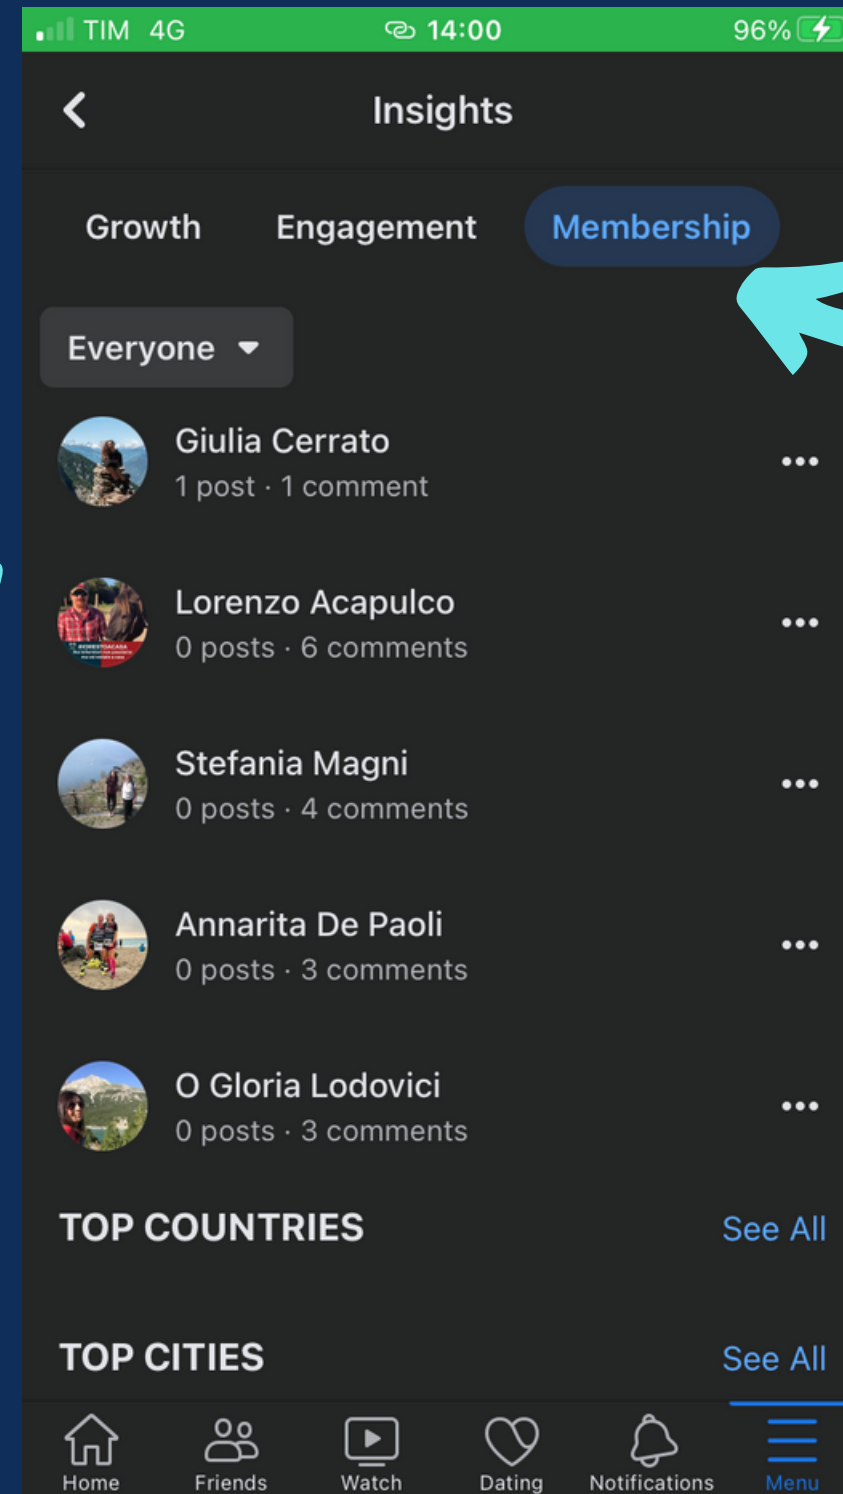 TIM 4G 14:00 96%
Insights
Growth Engagement Membership
Everyone
Giulia Cerrato
1 post · 1 comment
Lorenzo Acapulco
0 posts · 6 comments
#IORESTOACASA
Stefania Magni
0 posts · 4 comments
Annarita De Paoli
0 posts · 3 comments
O Gloria Lodovici
0 posts · 3 comments
TOP COUNTRIES See All
TOP CITIES See All
Home Friends Watch Dating Notifications Menu